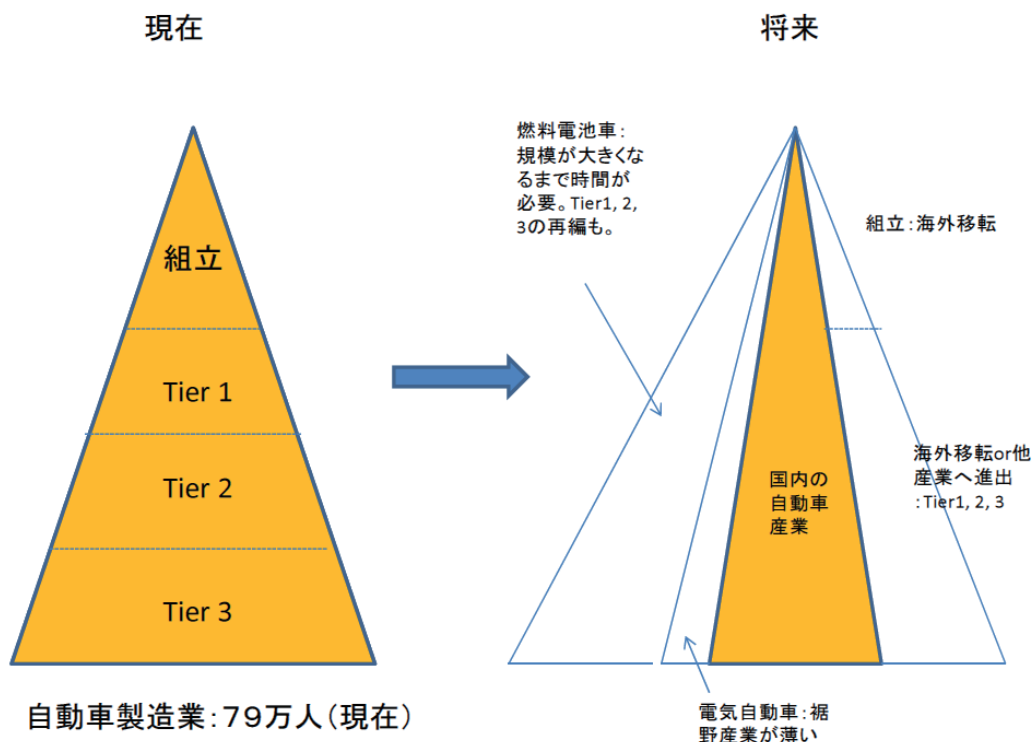 現在
組立
Tier 1
Tier 2
Tier 3
自動車製造業：79万人（現在）
将来
燃料電池車：
規模が大きくな
るまで時間が
必要。Tier1, 2,
3の再編も。
組立：海外移転
国内の
自動車
産業
海外移転or他
産業へ進出
：Tier1, 2, 3
電気自動車：裾
野産業が薄い